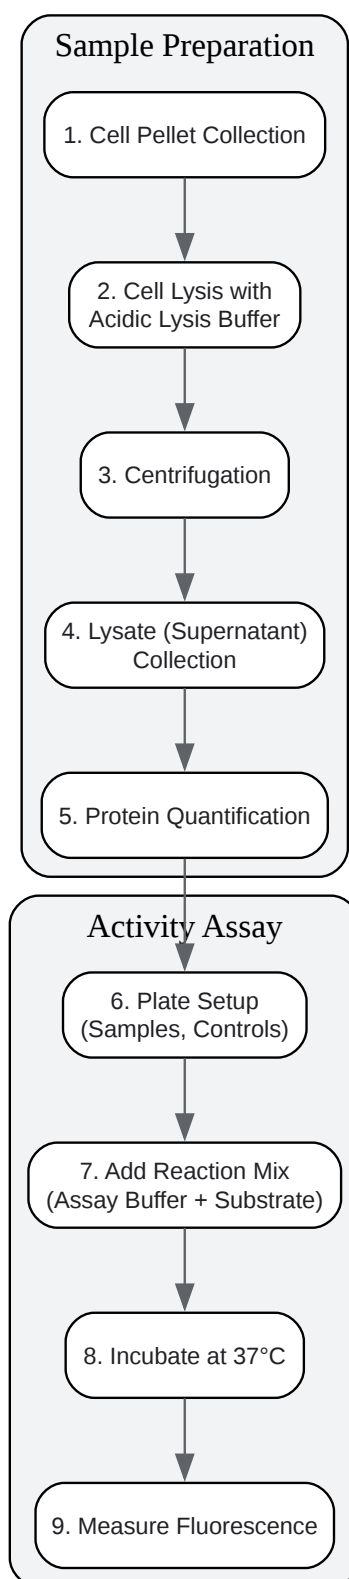 Sample Preparation
1. Cell Pellet Collection
2. Cell Lysis with
Acidic Lysis Buffer
3. Centrifugation
4. Lysate (Supernatant)
Collection
5. Protein Quantification
Activity Assay
6. Plate Setup
(Samples, Controls)
7. Add Reaction Mix
(Assay Buffer + Substrate)
8. Incubate at 37°C
9. Measure Fluorescence